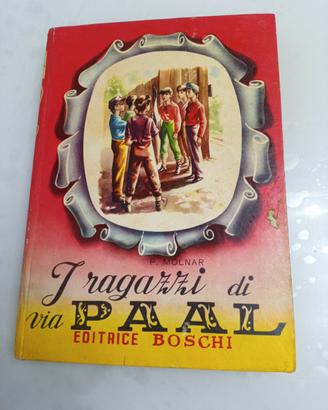 F. MOLNAR
I ragazzi di
via PAAL
EDITRICE BOSCHI